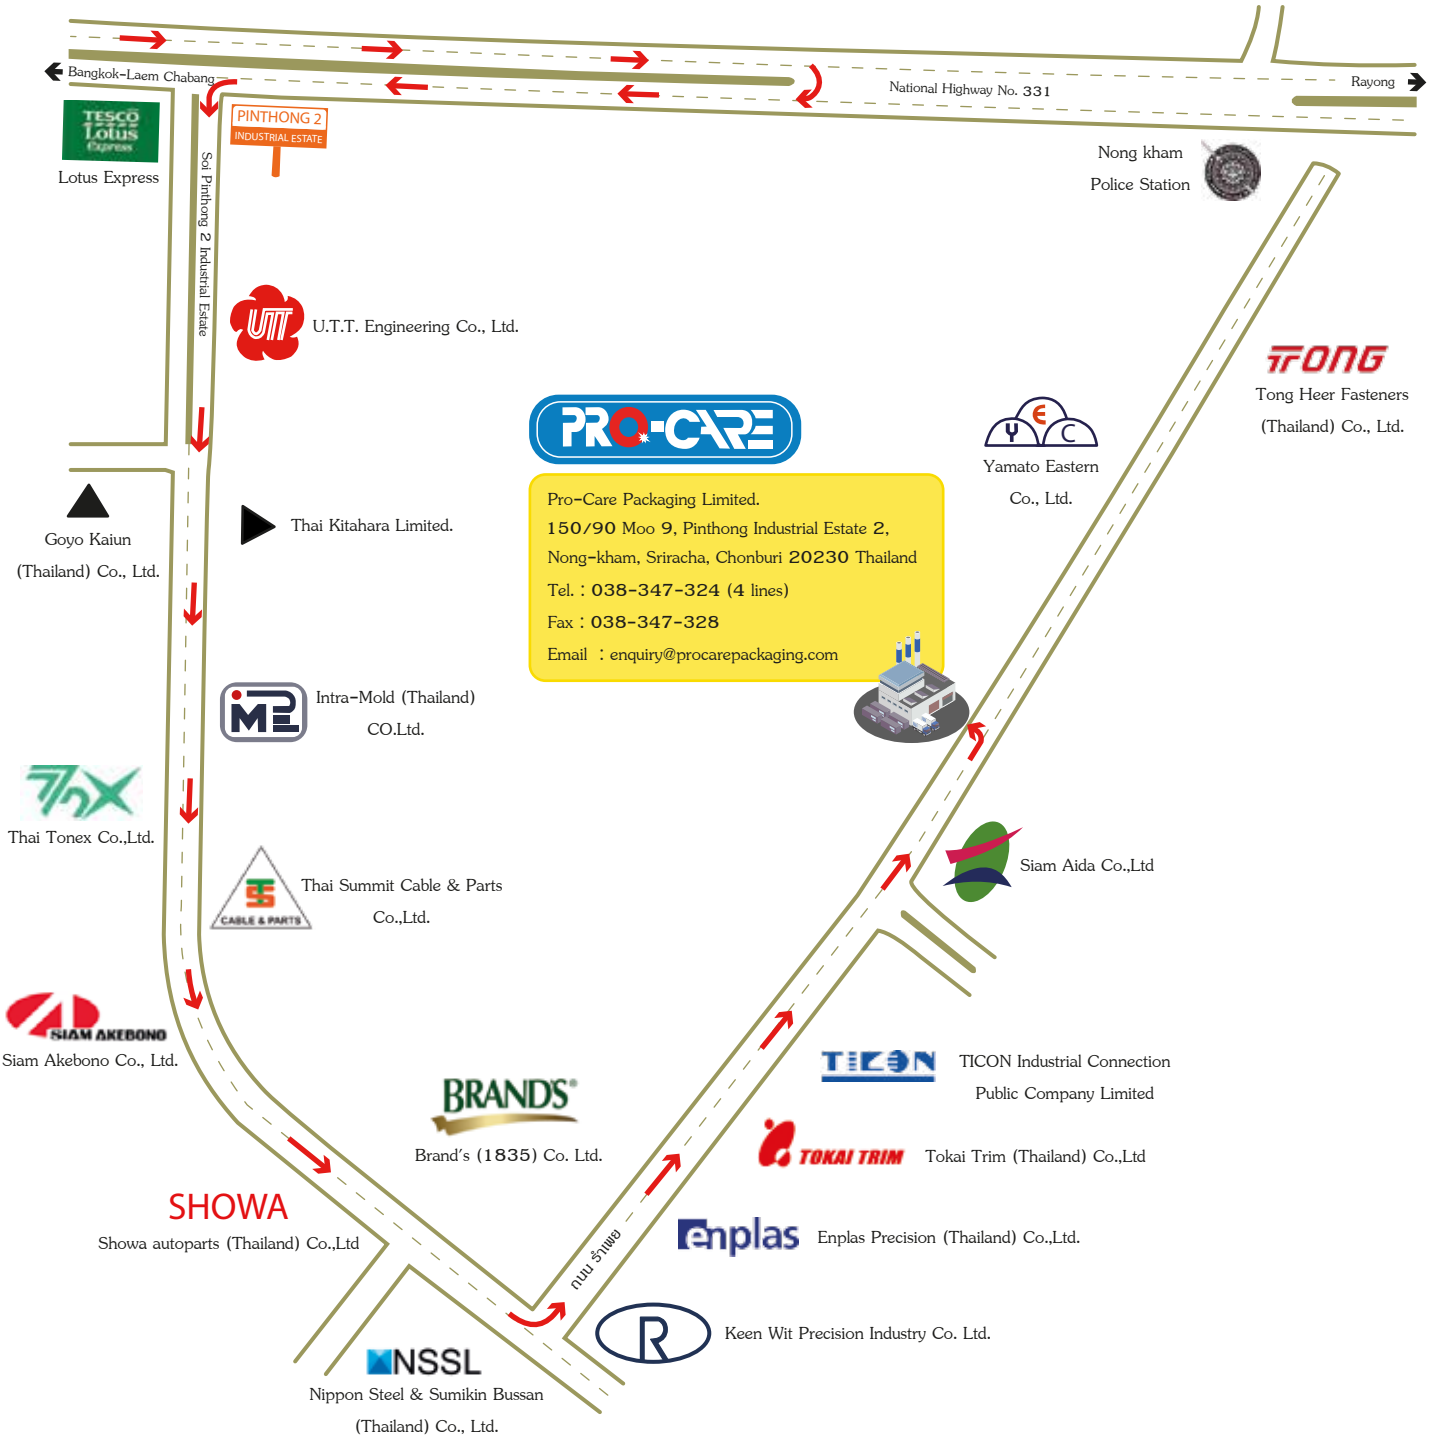 Bangkok-Laem Chabang
National Highway No. 331
Rayong
TESCO
Lotus
Express
Lotus Express
PINTHONG 2
INDUSTRIAL ESTATE
Soi Pinthong 2 Industrial Estate
Nong kham
Police Station
UTT
U.T.T. Engineering Co., Ltd.
TONG
Tong Heer Fasteners
(Thailand) Co., Ltd.
PRO-CARE
Y E C
Yamato Eastern
Co., Ltd.
Pro-Care Packaging Limited.
150/90 Moo 9, Pinthong Industrial Estate 2,
Nong-kham, Sriracha, Chonburi 20230 Thailand
Tel. : 038-347-324 (4 lines)
Fax : 038-347-328
Email : enquiry@procarepackaging.com
Goyo Kaiun
(Thailand) Co., Ltd.
Thai Kitahara Limited.
Intra-Mold (Thailand)
CO.Ltd.
Thai Tonex Co.,Ltd.
TS
CABLE & PARTS
Thai Summit Cable & Parts
Co.,Ltd.
Siam Aida Co.,Ltd
SIAM AKEBONO
Siam Akebono Co., Ltd.
BRAND'S®
Brand's (1835) Co. Ltd.
TICON
TICON Industrial Connection
Public Company Limited
TOKAI TRIM
Tokai Trim (Thailand) Co.,Ltd
SHOWA
Showa autoparts (Thailand) Co.,Ltd
ถนน รำเพย
enplas
Enplas Precision (Thailand) Co.,Ltd.
R
Keen Wit Precision Industry Co. Ltd.
NSSL
Nippon Steel & Sumikin Bussan
(Thailand) Co., Ltd.